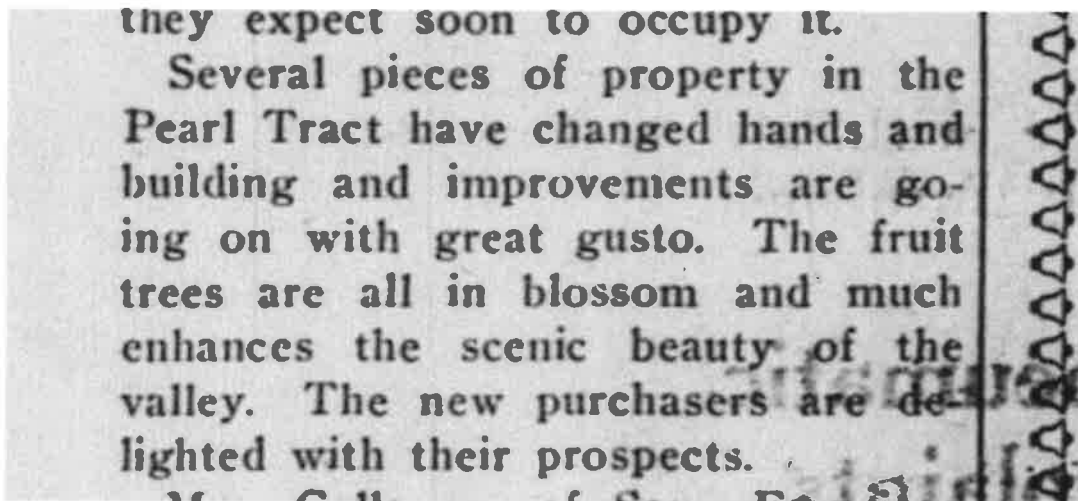 they expect soon to occupy it.
Several pieces of property in the
Pearl Tract have changed hands and
building and improvements are go-
ing on with great gusto. The fruit
trees are all in blossom and much
enhances the scenic beauty of the
valley. The new purchasers are de-
lighted with their prospects.